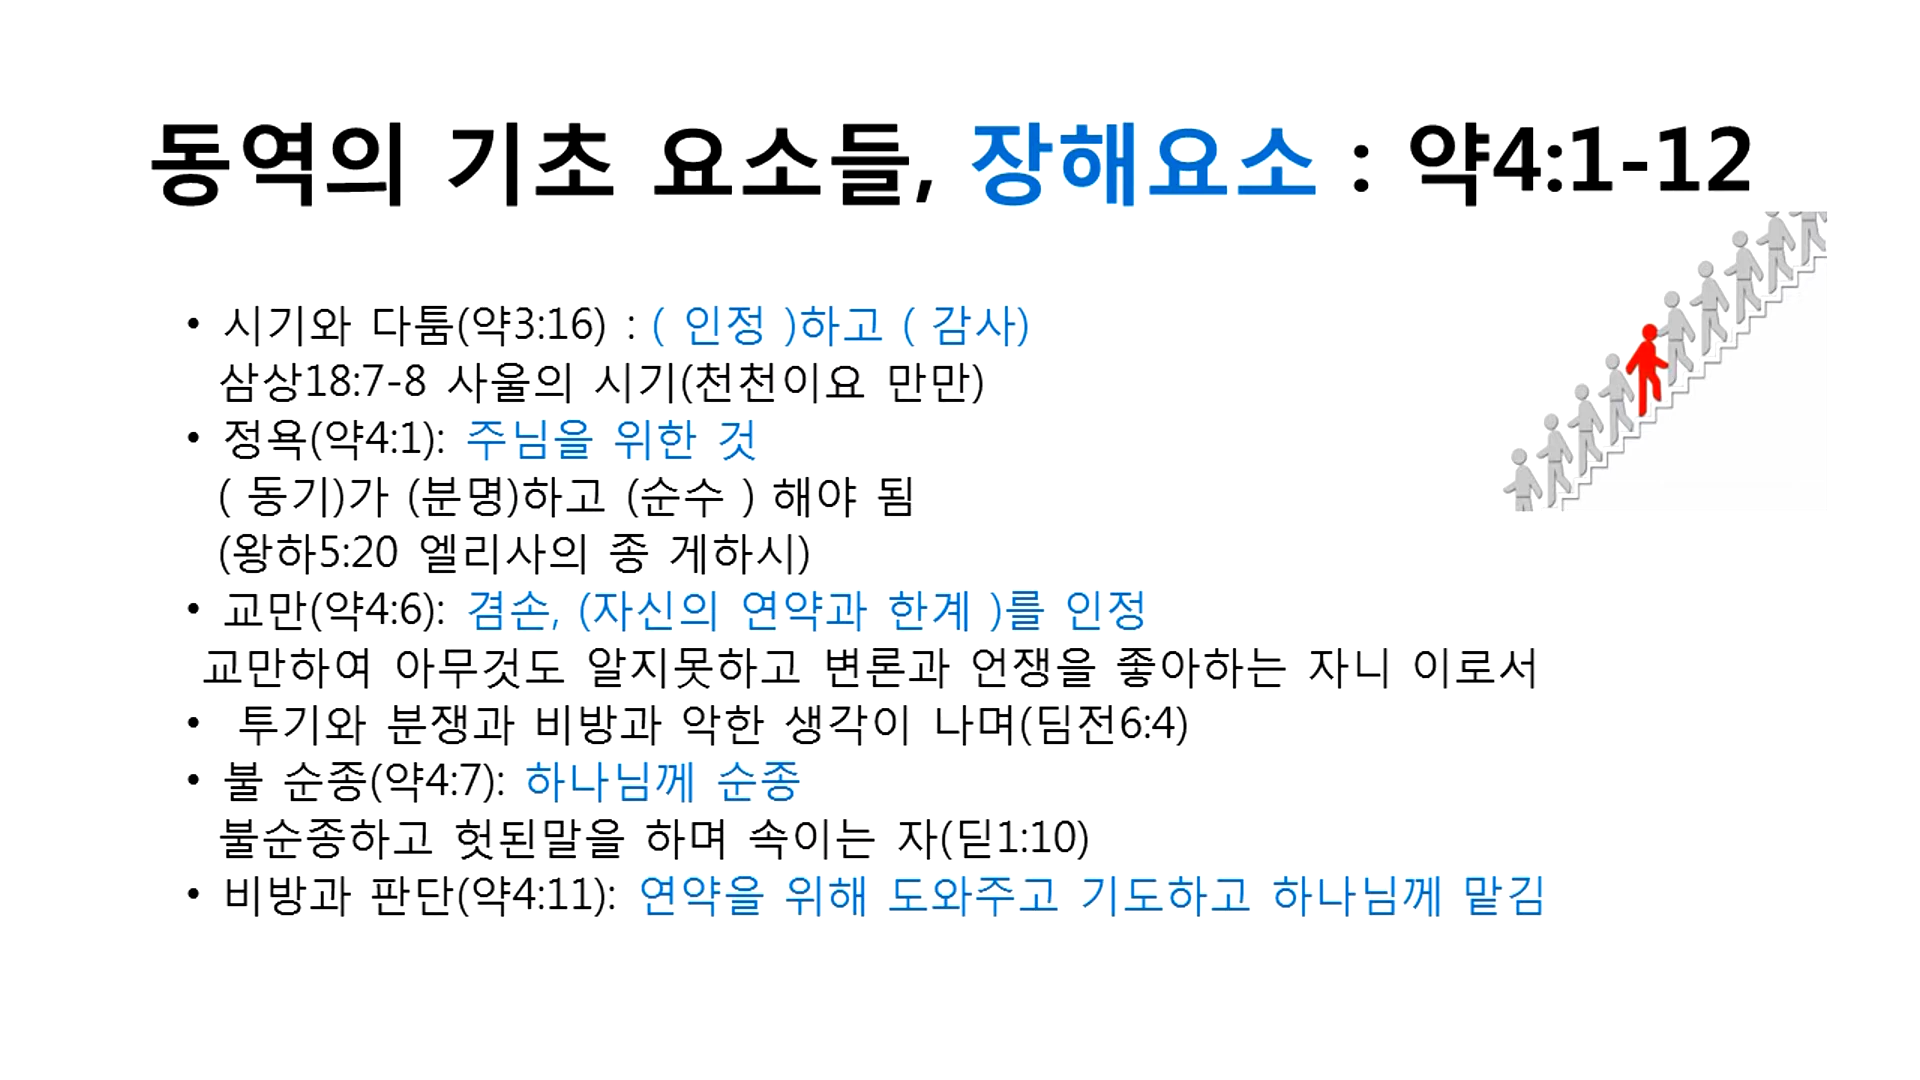 동역의 기초 요소들, 장해요소 : 약4:1-12
• 시기와 다툼(약3:16) : ( 인정 )하고 ( 감사)
삼상18:7-8 사울의 시기(천천이요 만만)
• 정욕(약4:1): 주님을 위한 것
( 동기)가 (분명)하고 (순수 ) 해야 됨
(왕하5:20 엘리사의 종 게하시)
• 교만(약4:6): 겸손, (자신의 연약과 한계 )를 인정
교만하여 아무것도 알지못하고 변론과 언쟁을 좋아하는 자니 이로서
• 투기와 분쟁과 비방과 악한 생각이 나며(딤전6:4)
• 불 순종(약4:7): 하나님께 순종
불순종하고 헛된말을 하며 속이는 자(딛1:10)
• 비방과 판단(약4:11): 연약을 위해 도와주고 기도하고 하나님께 맡김